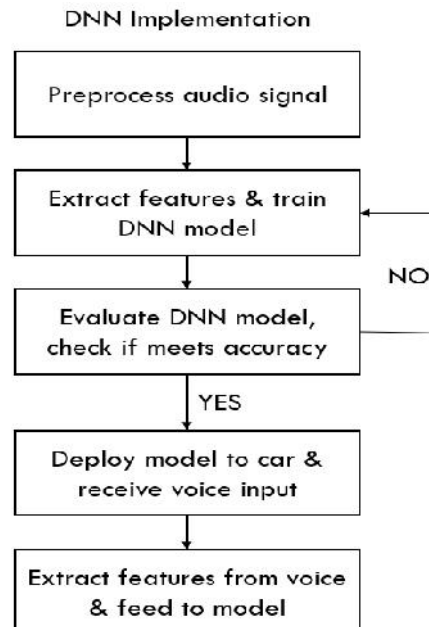 DNN Implementation
Preprocess audio signal
Extract features & train
DNN model
NO
Evaluate DNN model,
check if meets accuracy
YES
Deploy model to car &
receive voice input
Extract features from voice
& feed to model